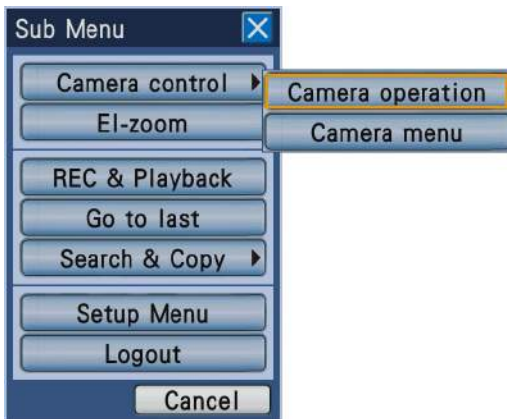 Sub Menu
Camera control
Camera operation
Camera menu
El-zoom
REC & Playback
Go to last
Search & Copy
Setup Menu
Logout
Cancel